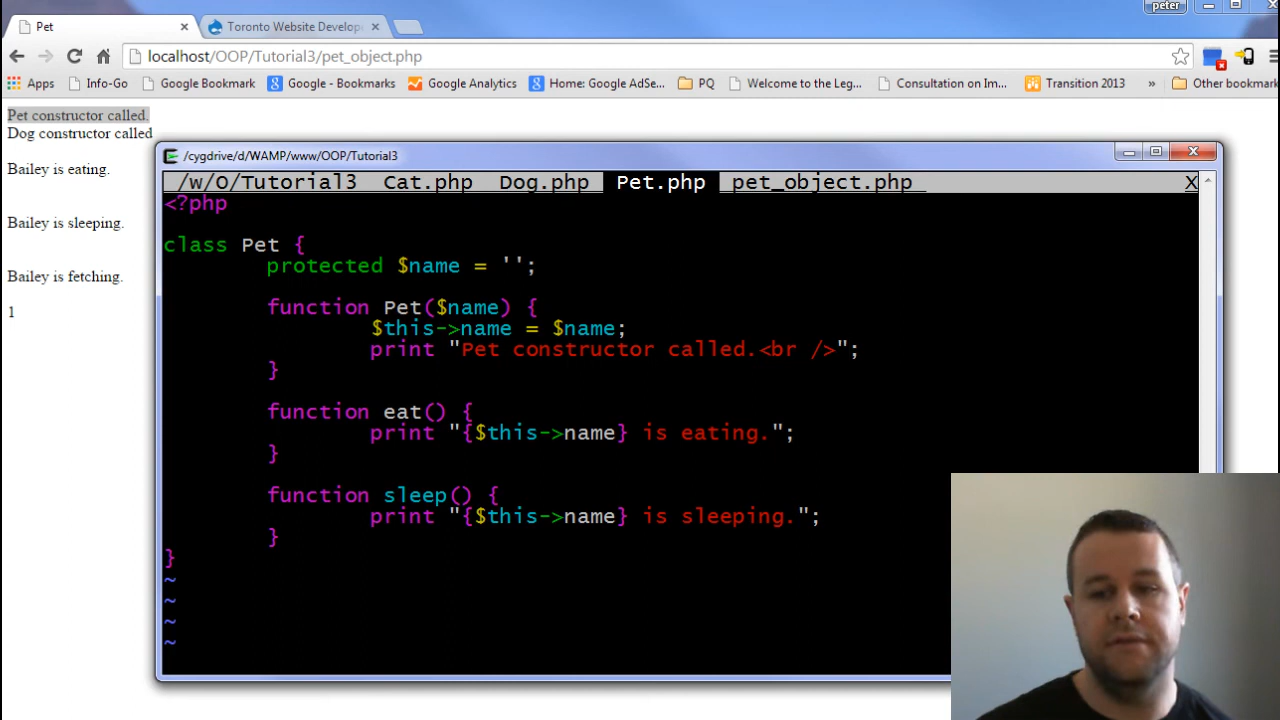 peter
Pet
Toronto Website Develop
localhost/OOP/Tutorial3/pet_object.php
Apps Info-Go Google Bookmark Google - Bookmarks Google Analytics Home: Google AdSe... PQ Welcome to the Leg... Consultation on Im... Transition 2013 » Other bookmark
Pet constructor called.
Dog constructor called
Bailey is eating.
Bailey is sleeping.
Bailey is fetching.
1
/cygdrive/d/WAMP/www/OOP/Tutorial3
/w/O/Tutorial3 Cat.php Dog.php Pet.php pet_object.php X
<?php
class Pet {
protected $name = '';
function Pet($name) {
$this->name = $name;
print "Pet constructor called.<br />";
}
function eat() {
print "{$this->name} is eating.";
}
function sleep() {
print "{$this->name} is sleeping.";
}
}
~
~
~
~